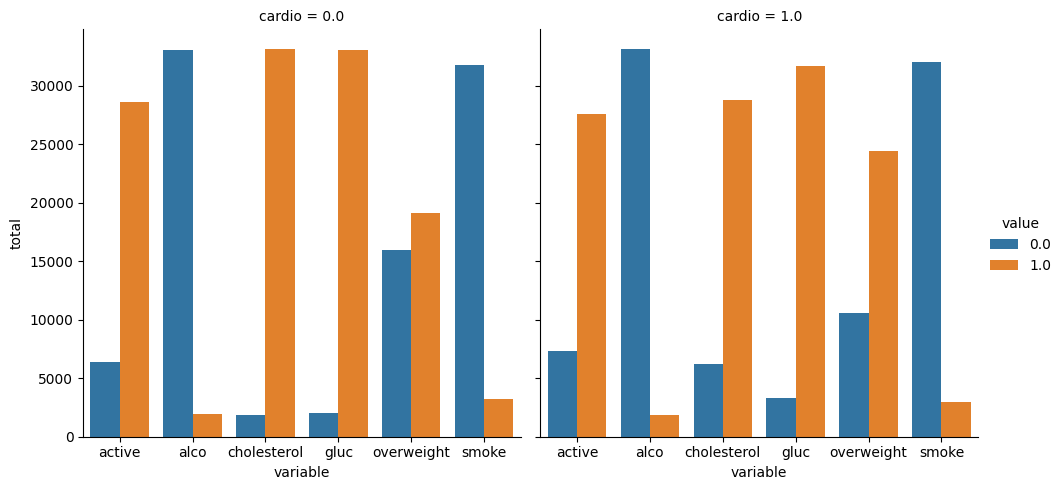 cardio = 0.0
cardio = 1.0
total
30000
25000
20000
15000
10000
5000
0
active alco cholesterol gluc overweight smoke
variable
active alco cholesterol gluc overweight smoke
variable
value
0.0
1.0